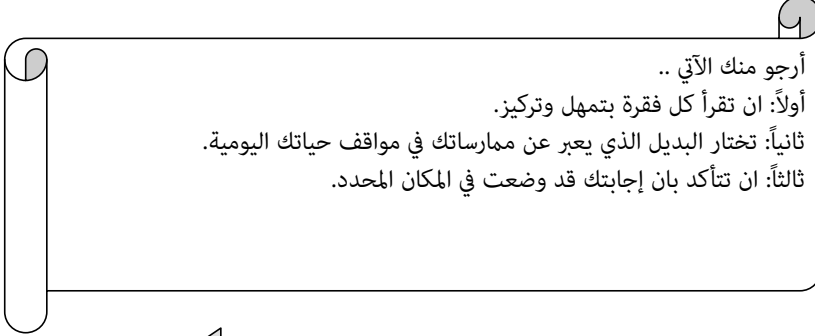 أرجو منك الآتي ..
أولاً: ان تقرأ كل فقرة بتمهل وتركيز.
ثانياً: تختار البديل الذي يعبر عن ممارساتك في مواقف حياتك اليومية.
ثالثاً: ان تتأكد بان إجابتك قد وضعت في المكان المحدد.